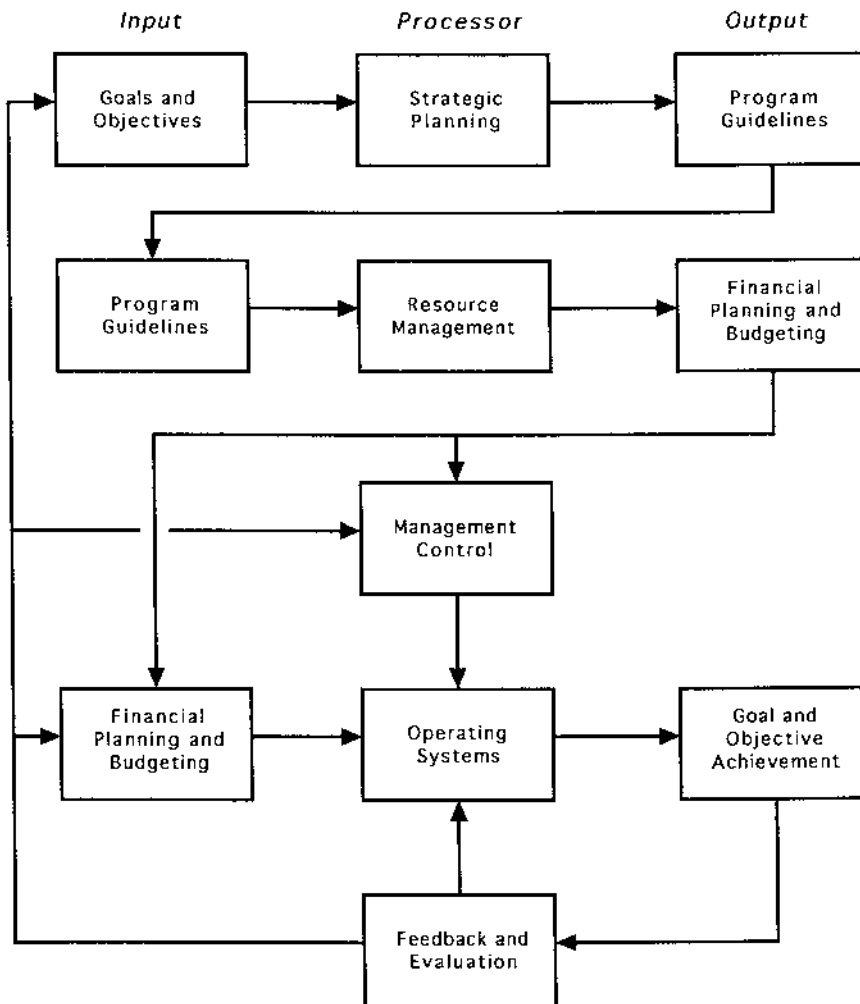 Input
Processor
Output
Goals and
Objectives
Strategic
Planning
Program
Guidelines
Program
Guidelines
Resource
Management
Financial
Planning and
Budgeting
Management
Control
Financial
Planning and
Budgeting
Operating
Systems
Goal and
Objective
Achievement
Feedback and
Evaluation